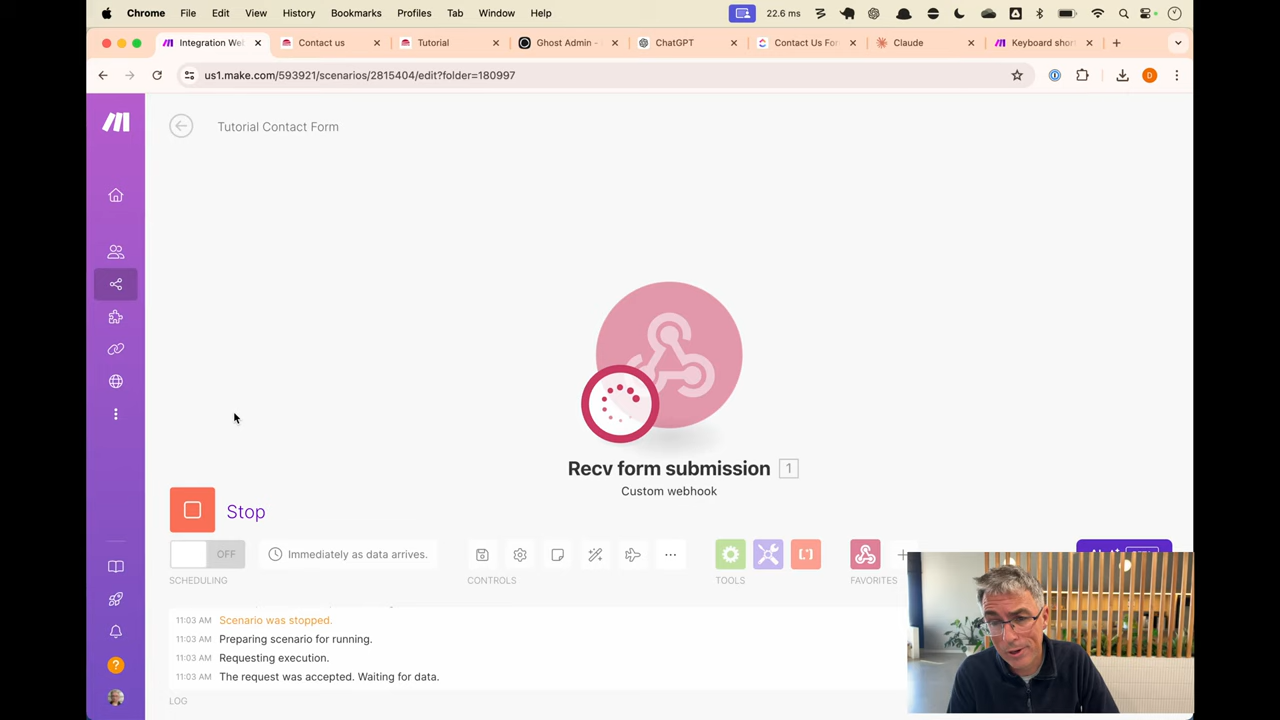 Chrome File Edit View History Bookmarks Profiles Tab Window Help 22.6 ms
Integration Wel Contact us Tutorial Ghost Admin - ChatGPT Contact Us For Claude Keyboard short
us1.make.com/593921/scenarios/2815404/edit?folder=180997 D
Tutorial Contact Form
Recv form submission 1
Custom webhook
Stop
OFF Immediately as data arrives.
SCHEDULING CONTROLS TOOLS FAVORITES
11:03 AM Scenario was stopped.
11:03 AM Preparing scenario for running.
11:03 AM Requesting execution.
11:03 AM The request was accepted. Waiting for data.
LOG